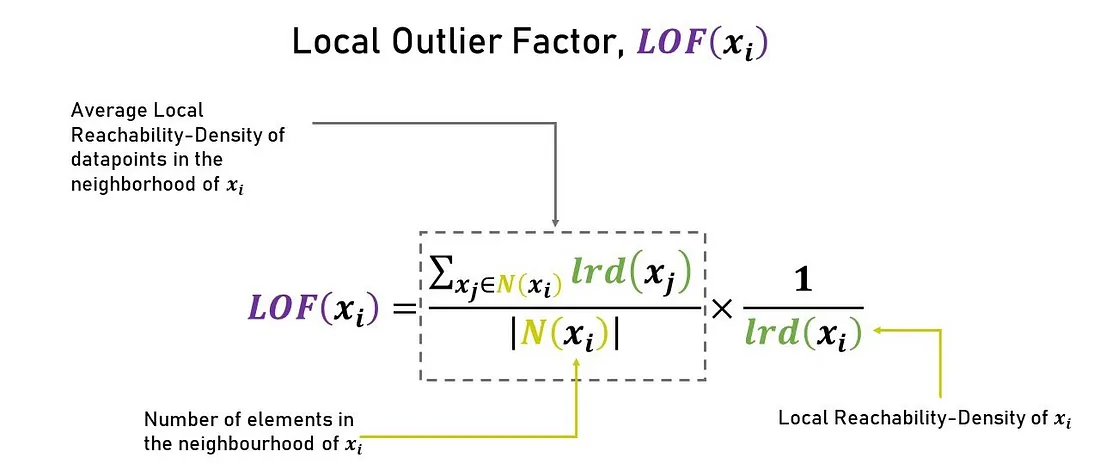 Local Outlier Factor, LOF(xᵢ)
Average Local
Reachability-Density of
datapoints in the
neighborhood of xᵢ
LOF(xᵢ) = ∑xⱼ∈N(xᵢ) lrd(xⱼ) / |N(xᵢ)| × 1 / lrd(xᵢ)
Number of elements in
the neighbourhood of xᵢ
Local Reachability-Density of xᵢ